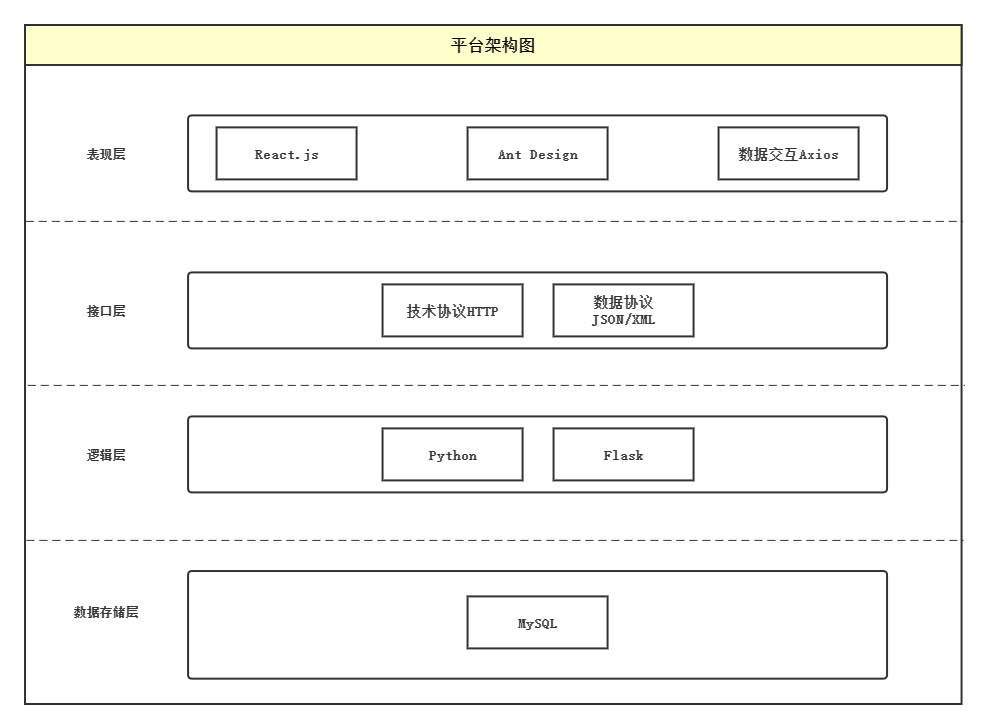 平台架构图
表现层
React.js
Ant Design
数据交互Axios
接口层
技术协议HTTP
数据协议
JSON/XML
逻辑层
Python
Flask
数据存储层
MySQL